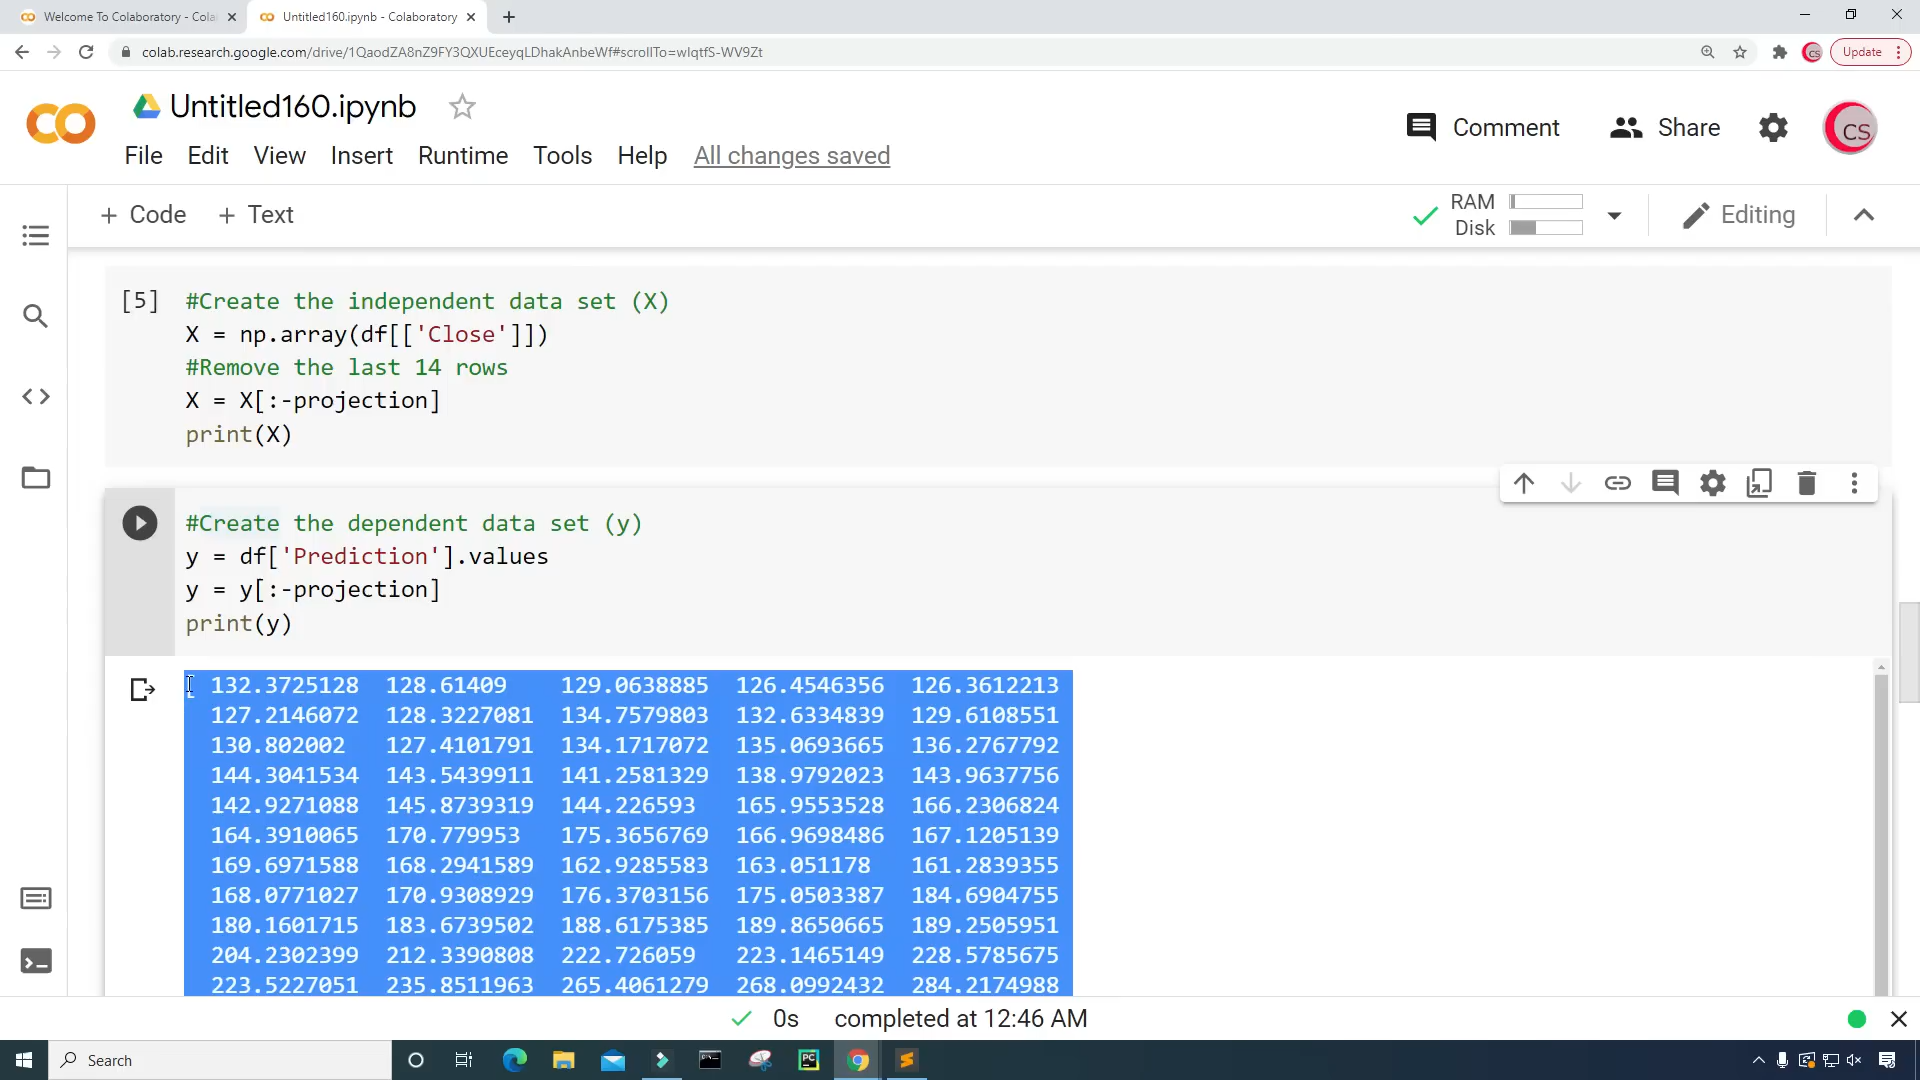 Welcome To Colaboratory - Cola
Untitled160.ipynb - Colaboratory
colab.research.google.com/drive/1QaodZA8nZ9FY3QXUEceyqLDhakAnbeWf#scrollTo=wIqtfS-WV9Zt
CS
Update
CO
Untitled160.ipynb
Comment
Share
CS
File Edit View Insert Runtime Tools Help All changes saved
+ Code + Text
RAM
Disk
Editing
[5] #Create the independent data set (X)
X = np.array(df[['Close']])
#Remove the last 14 rows
X = X[:-projection]
print(X)
#Create the dependent data set (y)
y = df['Prediction'].values
y = y[:-projection]
print(y)
[ 132.3725128 128.61409 129.0638885 126.4546356 126.3612213
127.2146072 128.3227081 134.7579803 132.6334839 129.6108551
130.802002 127.4101791 134.1717072 135.0693665 136.2767792
144.3041534 143.5439911 141.2581329 138.9792023 143.9637756
142.9271088 145.8739319 144.226593 165.9553528 166.2306824
164.3910065 170.779953 175.3656769 166.9698486 167.1205139
169.6971588 168.2941589 162.9285583 163.051178 161.2839355
168.0771027 170.9308929 176.3703156 175.0503387 184.6904755
180.1601715 183.6739502 188.6175385 189.8650665 189.2505951
204.2302399 212.3390808 222.726059 223.1465149 228.5785675
223.5227051 235.8511963 265.4061279 268.0992432 284.2174988
0s completed at 12:46 AM
Search
PC